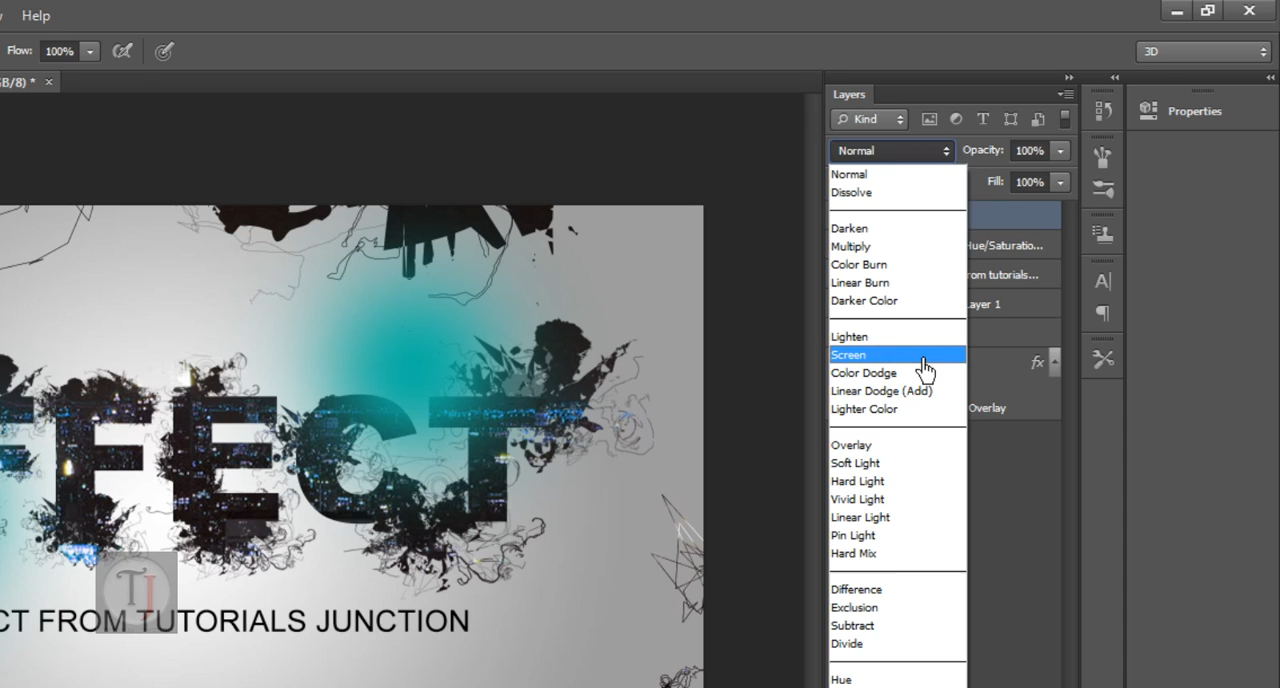 Help
Flow: 100%
3D
GB/8) * ×
Layers
Kind
Properties
Normal
Opacity: 100%
Normal
Fill: 100%
Dissolve
Darken
Hue/Saturatio...
Multiply
Color Burn
rom tutorials...
Linear Burn
Darker Color
ayer 1
Lighten
Screen
fx
Color Dodge
Linear Dodge (Add)
Lighter Color
Overlay
Overlay
Soft Light
Hard Light
Vivid Light
Linear Light
Pin Light
Hard Mix
Difference
Exclusion
Subtract
Divide
Hue
FFECT
TJ
CT FROM TUTORIALS JUNCTION